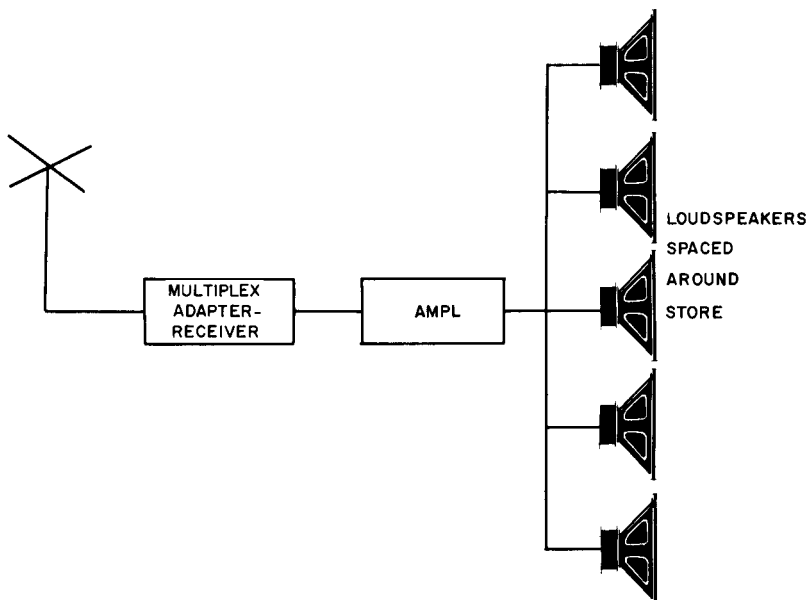 MULTIPLEX
ADAPTER-
RECEIVER
AMPL
LOUDSPEAKERS
SPACED
AROUND
STORE